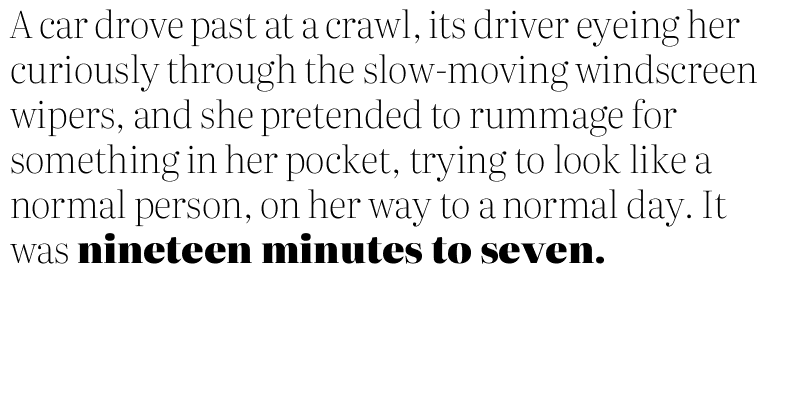 A car drove past at a crawl, its driver eyeing her
curiously through the slow-moving windscreen
wipers, and she pretended to rummage for
something in her pocket, trying to look like a
normal person, on her way to a normal day. It
was nineteen minutes to seven.